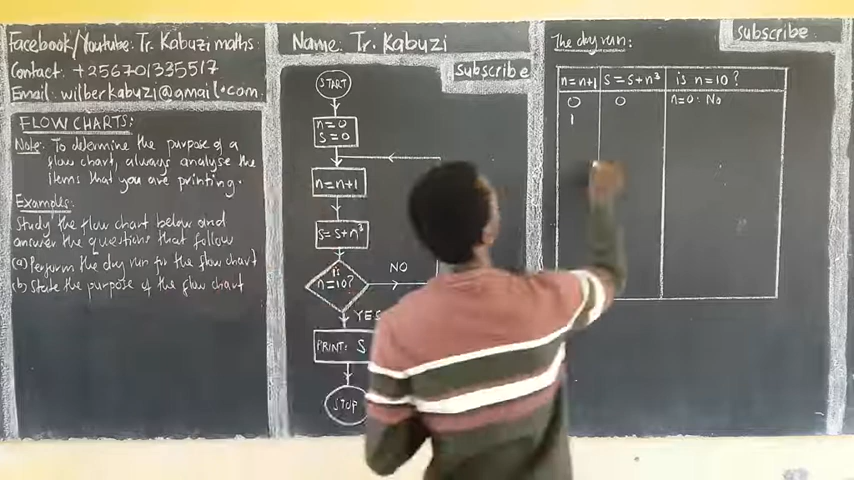 Facebook/Youtube: Tr. Kabuzi maths.
Contact: +256701335517
Email: wilberkabuzi@gmail.com
FLOW CHARTS:
Note: To determine the purpose of a
flow chart, always analyse the
items that you are printing.
Examples:
Study the flow chart below and
answer the questions that follow
(a) Perform the dry run for the flow chart
(b) State the purpose of the flow chart
Name: Tr. Kabuzi
Subscribe
START
n=0
S=0
n=n+1
S=S+n³
is
n=10?
NO
YES
PRINT: S
STOP
The dry run:
Subscribe
n=n+1 S=S+n³ is n=10?
0 0 n=0: No
1